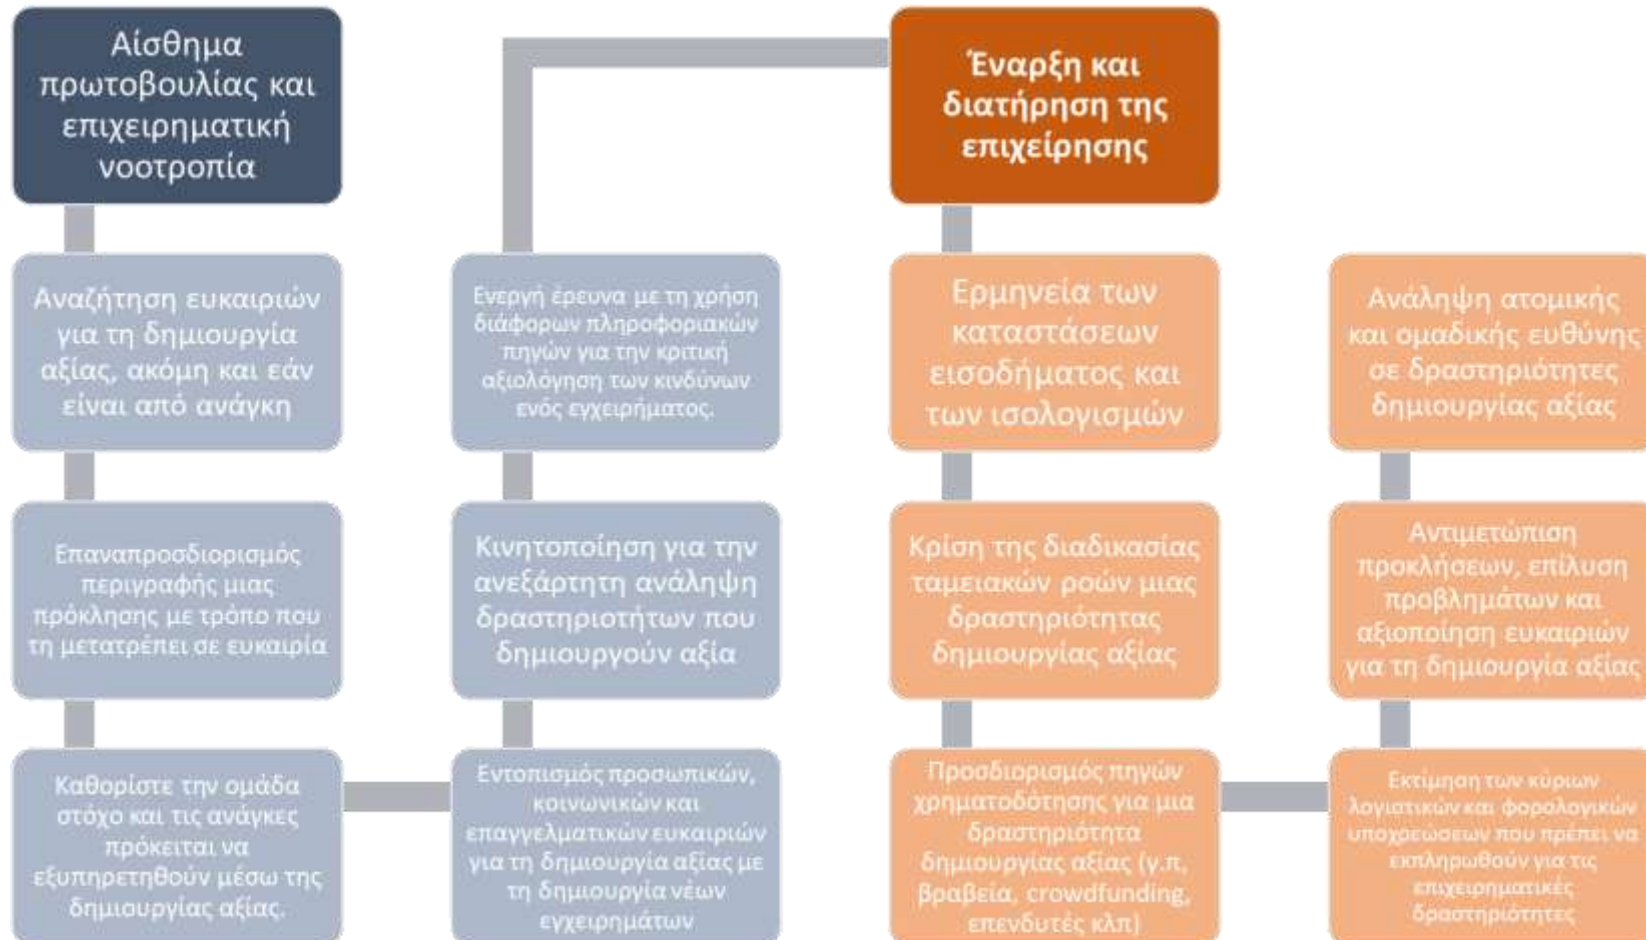 Αίσθημα
πρωτοβουλίας και
επιχειρηματική
νοοτροπία
Αναζήτηση ευκαιριών
για τη δημιουργία
αξίας, ακόμη και εάν
είναι από ανάγκη
Επαναπροσδιορισμός
περιγραφής μιας
πρόκλησης με τρόπο που
τη μετατρέπει σε ευκαιρία
Καθορίστε την ομάδα
στόχο και τις ανάγκες
πρόκειται να
εξυπηρετηθούν μέσω της
δημιουργίας αξίας.
Εντοπισμός προσωπικών,
κοινωνικών και
επαγγελματικών ευκαιριών
για τη δημιουργία αξίας με
τη δημιουργία νέων
εγχειρημάτων
Κινητοποίηση για την
ανεξάρτητη ανάληψη
δραστηριοτήτων που
δημιουργούν αξία
Ενεργή έρευνα με τη χρήση
διάφορων πληροφοριακών
πηγών για την κριτική
αξιολόγηση των κινδύνων
ενός εγχειρήματος.
Έναρξη και
διατήρηση της
επιχείρησης
Ερμηνεία των
καταστάσεων
εισοδήματος και
των ισολογισμών
Κρίση της διαδικασίας
ταμειακών ροών μιας
δραστηριότητας
δημιουργίας αξίας
Προσδιορισμός πηγών
χρηματοδότησης για μια
δραστηριότητα
δημιουργίας αξίας (γ.π,
βραβεία, crowdfunding,
επενδυτές κλπ)
Εκτίμηση των κύριων
λογιστικών και φορολογικών
υποχρεώσεων που πρέπει να
εκπληρωθούν για τις
επιχειρηματικές
δραστηριότητες
Αντιμετώπιση
προκλήσεων, επίλυση
προβλημάτων και
αξιοποίηση ευκαιριών
για τη δημιουργία αξίας
Ανάληψη ατομικής
και ομαδικής ευθύνης
σε δραστηριότητες
δημιουργίας αξίας